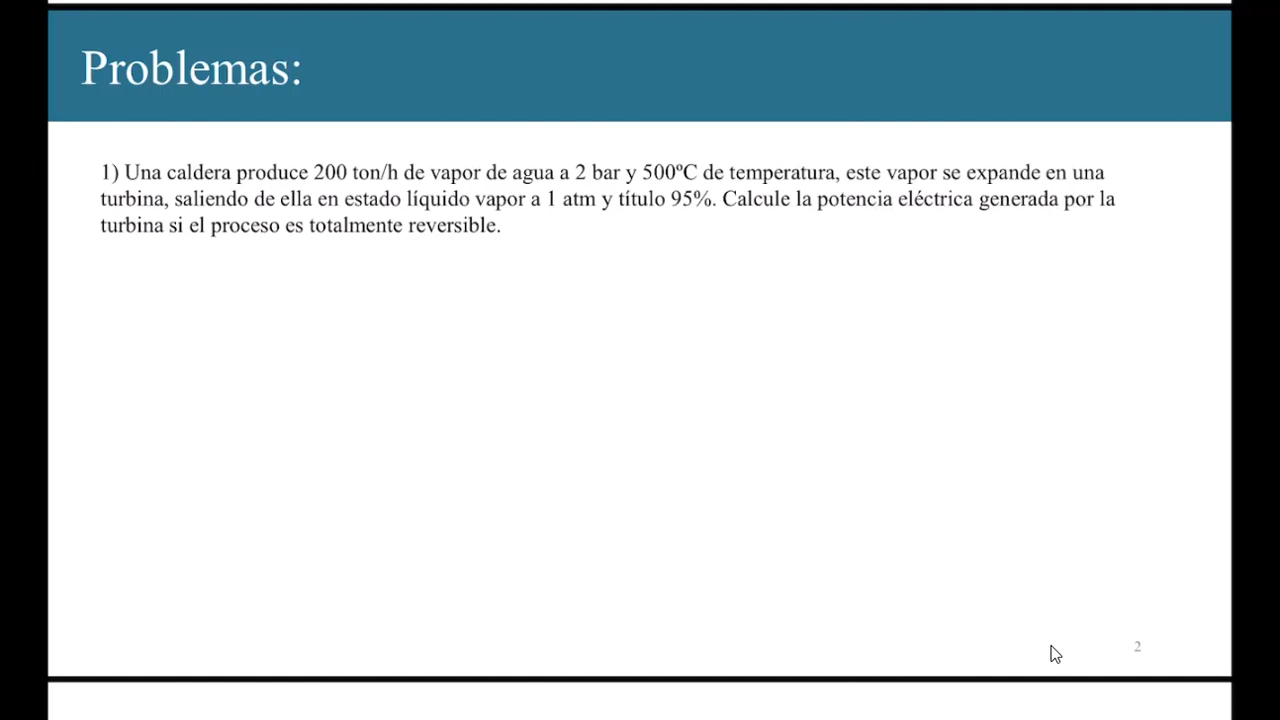 Problemas:
1) Una caldera produce 200 ton/h de vapor de agua a 2 bar y 500ºC de temperatura, este vapor se expande en una
turbina, saliendo de ella en estado líquido vapor a 1 atm y título 95%. Calcule la potencia eléctrica generada por la
turbina si el proceso es totalmente reversible.
2